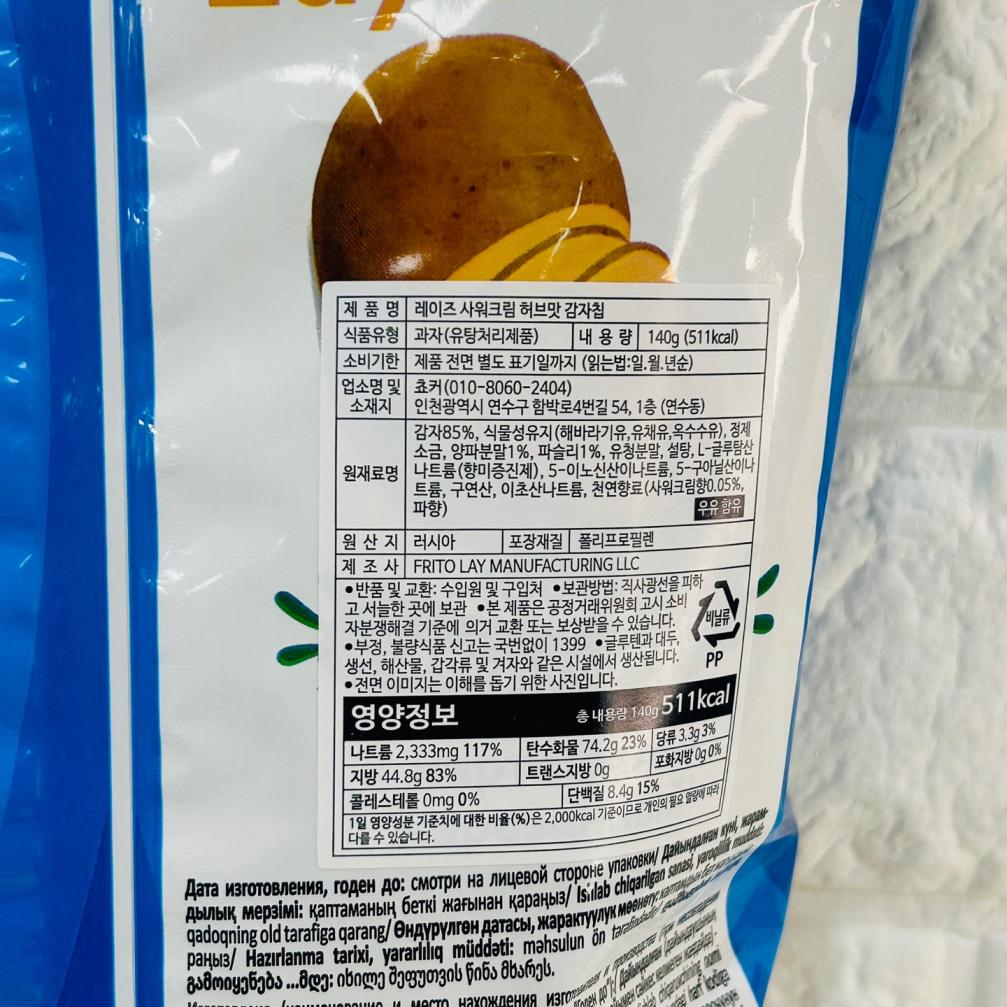 제 품 명 레이즈 사워크림 허브맛 감자칩
식품유형 과자(유탕처리제품) 내 용 량 140g (511kcal)
소비기한 제품 전면 별도 표기일까지 (읽는법:일.월.년순)
업소명 및 쵸커(010-8060-2404)
소재지 인천광역시 연수구 함박로4번길 54, 1층 (연수동)
감자85%, 식물성유지(해바라기유,유채유,옥수수유), 정제
소금, 양파분말1%, 파슬리1%, 유청분말, 설탕, L-글루탐산
원재료명 나트륨(향미증진제), 5-이노신산이나트륨, 5-구아닐산이나
트륨, 구연산, 이초산나트륨, 천연향료(사워크림향0.05%,
파향) 우유 함유
원 산 지 러시아 포장재질 폴리프로필렌
제 조 사 FRITO LAY MANUFACTURING LLC
•반품 및 교환: 수입원 및 구입처 •보관방법: 직사광선을 피하
고 서늘한 곳에 보관 •본 제품은 공정거래위원회 고시 소비
자분쟁해결 기준에 의거 교환 또는 보상받을 수 있습니다.
•부정, 불량식품 신고는 국번없이 1399 •글루텐과 대두,
생선, 해산물, 갑각류 및 겨자와 같은 시설에서 생산됩니다.
•전면 이미지는 이해를 돕기 위한 사진입니다.
비닐류
PP
영양정보 총 내용량 140g 511kcal
나트륨 2,333mg 117% 탄수화물 74.2g 23% 당류 3.3g 3%
지방 44.8g 83% 트랜스지방 0g 포화지방 0g 0%
콜레스테롤 0mg 0% 단백질 8.4g 15%
1일 영양성분 기준치에 대한 비율(%)은 2,000kcal 기준이므로 개인의 필요 열량에 따라
다를 수 있습니다.
Дата изготовления, годен до: смотри на лицевой стороне упаковки/ Дайындалған күні, жарам-
дылық мерзімі: қаптаманың беткі жағынан қараңыз/ Ishlab chiqarilgan sanasi, yaroqlilik muddati:
qadoqning old tarafiga qarang/ Өндүрүлгөн датасы, жарактуулук мөөнөтү: каптамдын бет жагынан
раңыз/ Hazırlanma tarixi, yararlılıq müddəti: məhsulun ön tərəfindədir/
გამოიყენება ...მდე: იხილე შეფუთვის წინა მხარეს.